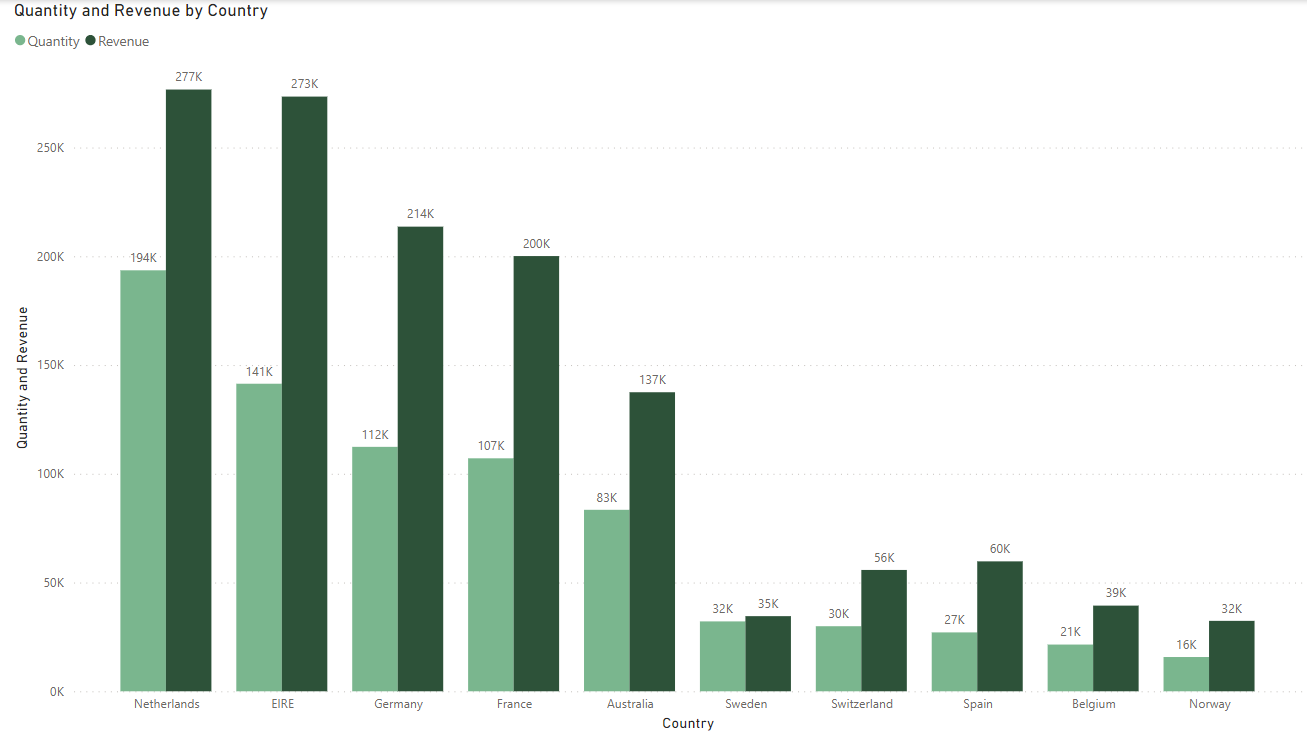 Quantity and Revenue by Country
Quantity Revenue
277K
273K
250K
214K
200K
200K
194K
150K
141K
137K
112K
107K
100K
83K
60K
56K
50K
39K
35K
32K
32K
30K
27K
21K
16K
0K
Quantity and Revenue
Netherlands EIRE Germany France Australia Sweden Switzerland Spain Belgium Norway
Country